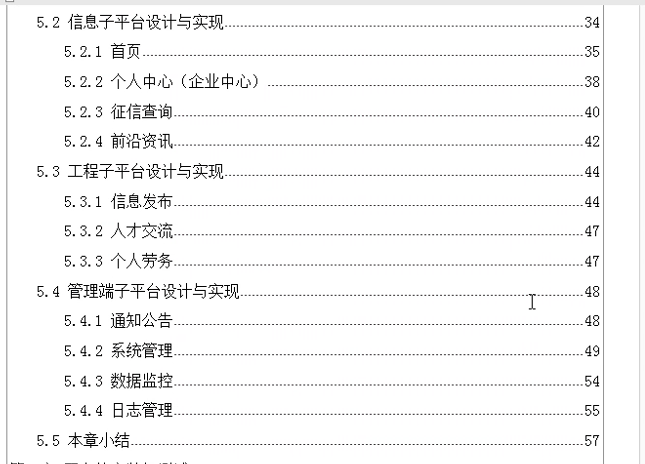 5.2 信息子平台设计与实现 34
5.2.1 首页 35
5.2.2 个人中心（企业中心） 38
5.2.3 征信查询 40
5.2.4 前沿资讯 42
5.3 工程子平台设计与实现 44
5.3.1 信息发布 44
5.3.2 人才交流 47
5.3.3 个人劳务 47
5.4 管理端子平台设计与实现 48
5.4.1 通知公告 48
5.4.2 系统管理 49
5.4.3 数据监控 54
5.4.4 日志管理 55
5.5 本章小结 57